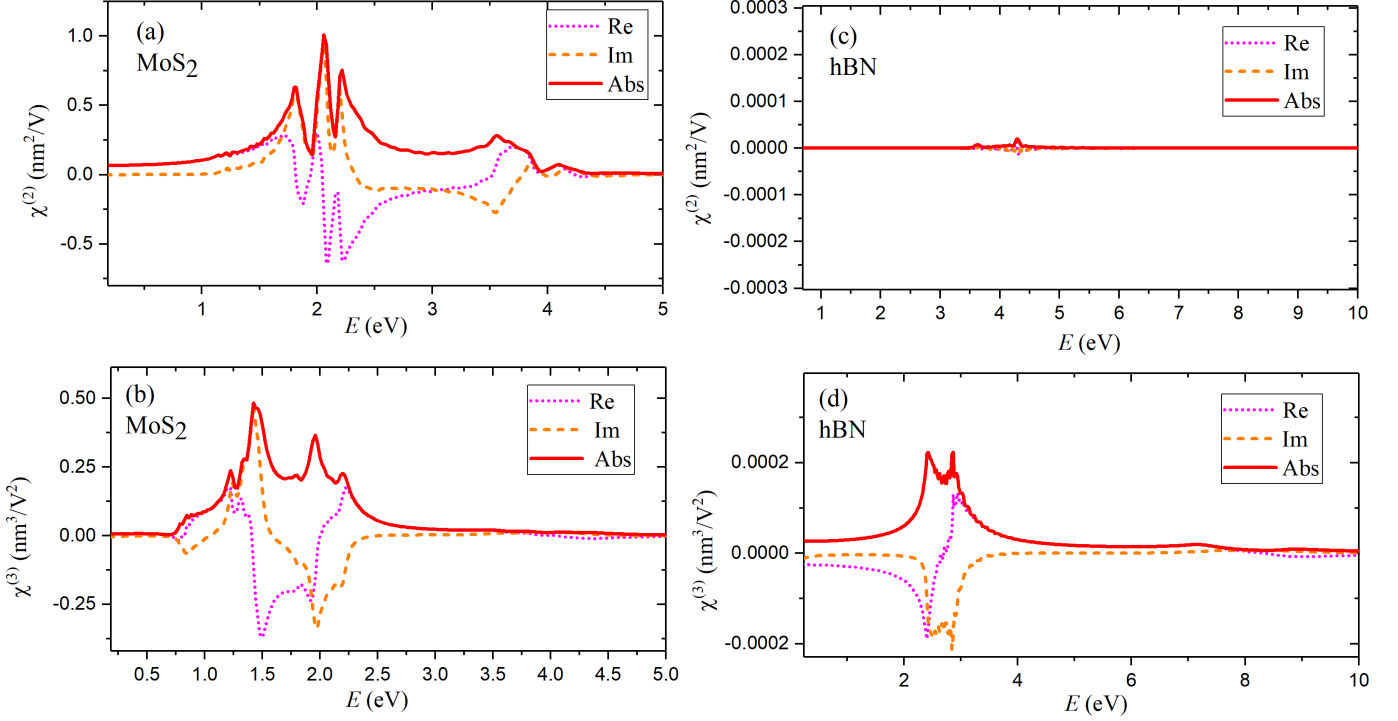 (a)
MoS₂
Re
Im
Abs
1.0
0.5
0.0
-0.5
χ⁽²⁾ (nm²/V)
1
2
3
4
5
E (eV)
(c)
hBN
Re
Im
Abs
0.0003
0.0002
0.0001
0.0000
-0.0001
-0.0002
-0.0003
χ⁽²⁾ (nm²/V)
1
2
3
4
5
6
7
8
9
10
E (eV)
(b)
MoS₂
Re
Im
Abs
0.50
0.25
0.00
-0.25
χ⁽³⁾ (nm³/V²)
0.5
1.0
1.5
2.0
2.5
3.0
3.5
4.0
4.5
5.0
E (eV)
(d)
hBN
Re
Im
Abs
0.0002
0.0000
-0.0002
χ⁽³⁾ (nm³/V²)
2
4
6
8
10
E (eV)